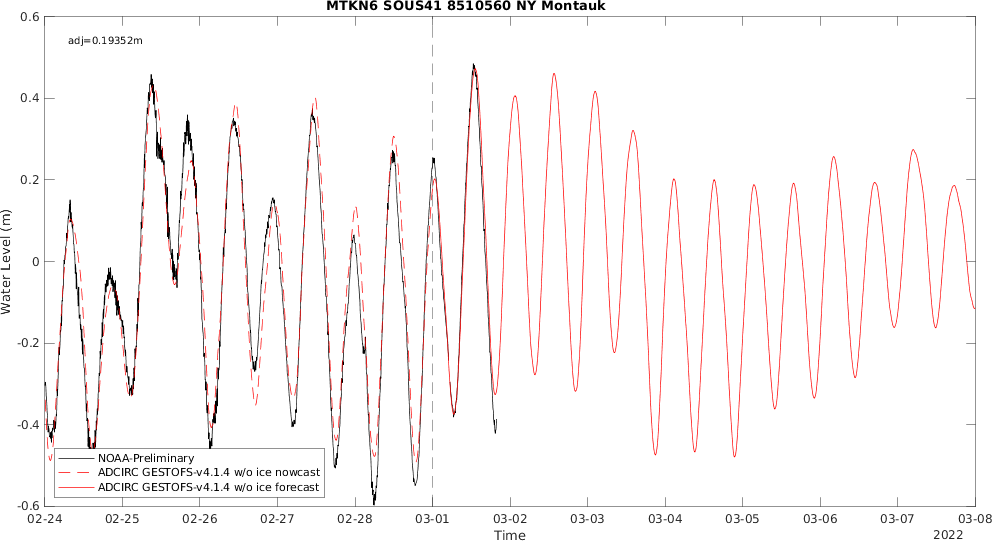 MTKN6 SOUS41 8510560 NY Montauk
adj=0.19352m
0.6
0.4
0.2
0
-0.2
-0.4
-0.6
Water Level (m)
NOAA-Preliminary
ADCIRC GESTOFS-v4.1.4 w/o ice nowcast
ADCIRC GESTOFS-v4.1.4 w/o ice forecast
02-24 02-25 02-26 02-27 02-28 03-01 03-02 03-03 03-04 03-05 03-06 03-07 03-08
Time
2022